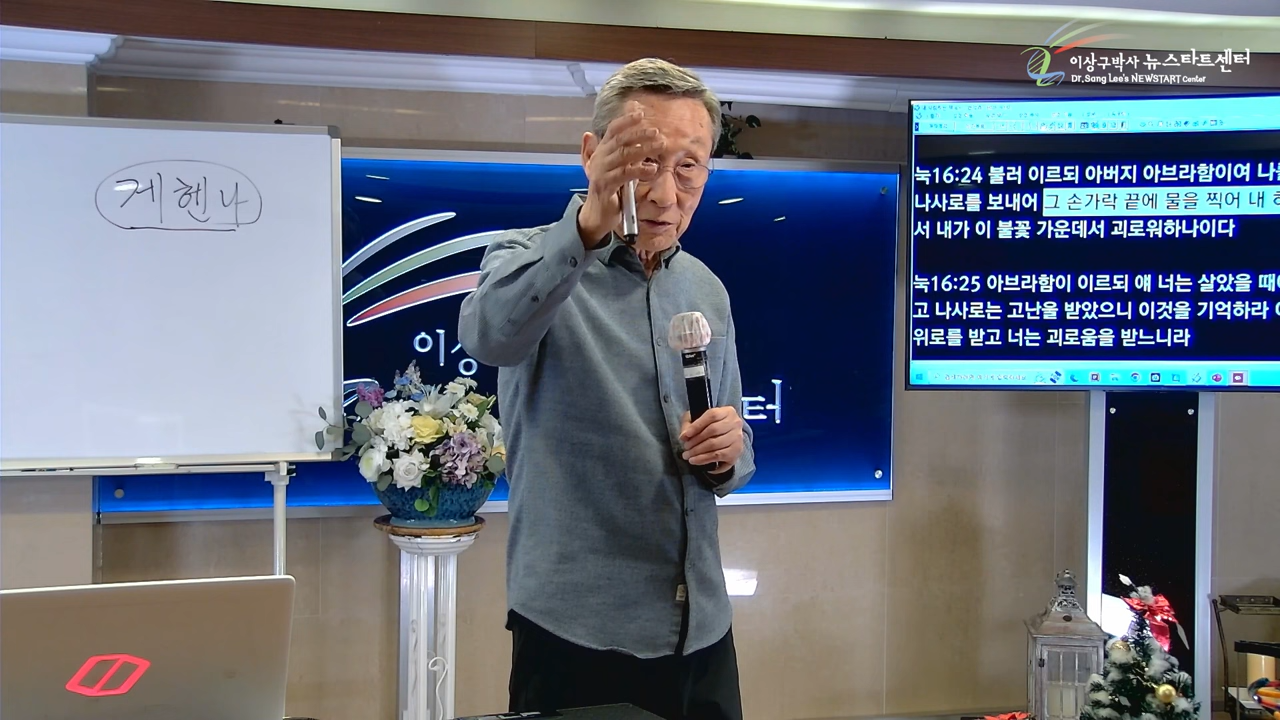 이상구박사 뉴스타트센터
Dr. Sang Lee's NEWSTART Center
게헨나
눅16:24 불러 이르되 아버지 아브라함이여
나사로를 보내어 그 손가락 끝에 물을 찍어 내
서 내가 이 불꽃 가운데서 괴로워하나이다
눅16:25 아브라함이 이르되 얘 너는 살았을
고 나사로는 고난을 받았으니 이것을 기억하라
위로를 받고 너는 괴로움을 받느니라
이상
터